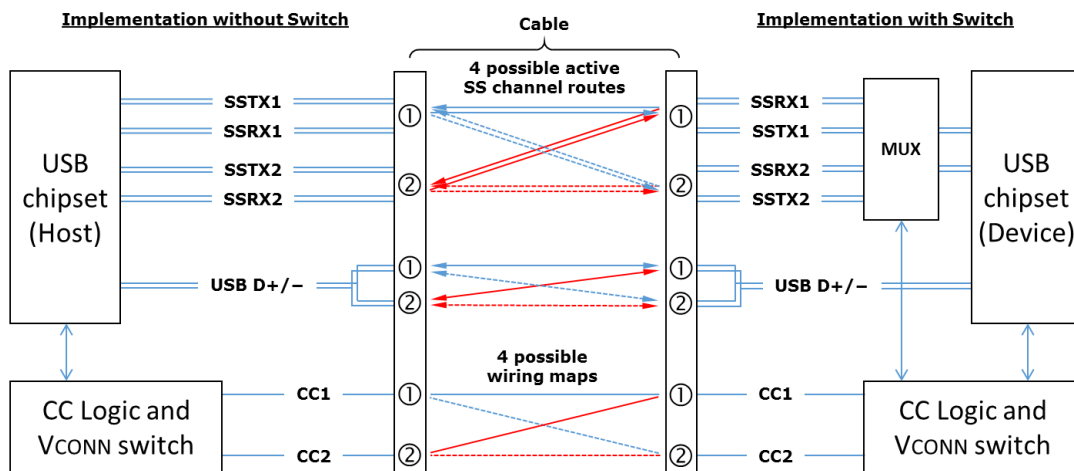 Implementation without Switch
Implementation with Switch
Cable
4 possible active
SS channel routes
USB
chipset
(Host)
SSTX1
SSRX1
SSTX2
SSRX2
USB D+/−
①
②
①
②
①
②
①
②
SSRX1
SSTX1
SSRX2
SSTX2
USB D+/−
MUX
USB
chipset
(Device)
4 possible
wiring maps
CC Logic and
VCONN switch
CC1
CC2
①
②
①
②
CC1
CC2
CC Logic and
VCONN switch